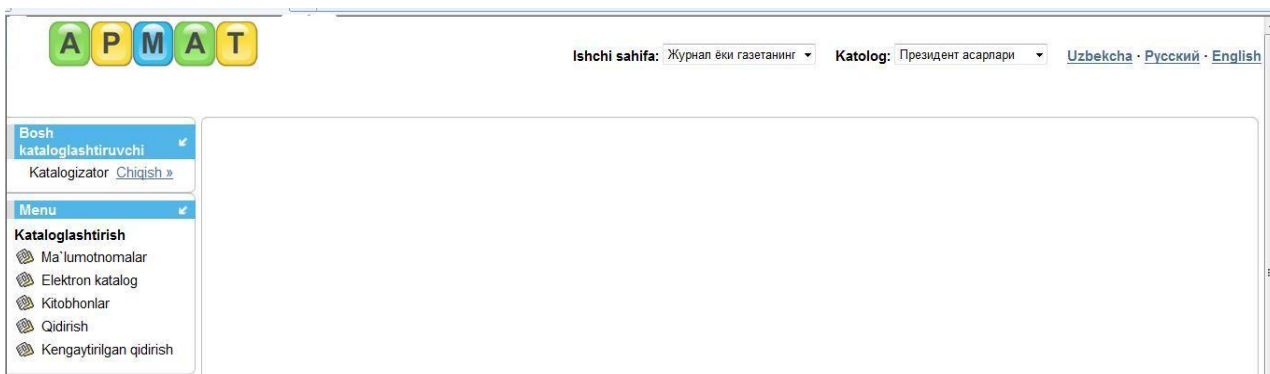 АРМАТ
Ishchi sahifa: Журнал ёки газетанинг Katolog: Президент асарлари Uzbekcha · Русский · English
Bosh
kataloglashtiruvchi
Katalogizator Chiqish »
Menu
Kataloglashtirish
Ma`lumotnomalar
Elektron katalog
Kitobhonlar
Qidirish
Kengaytirilgan qidirish